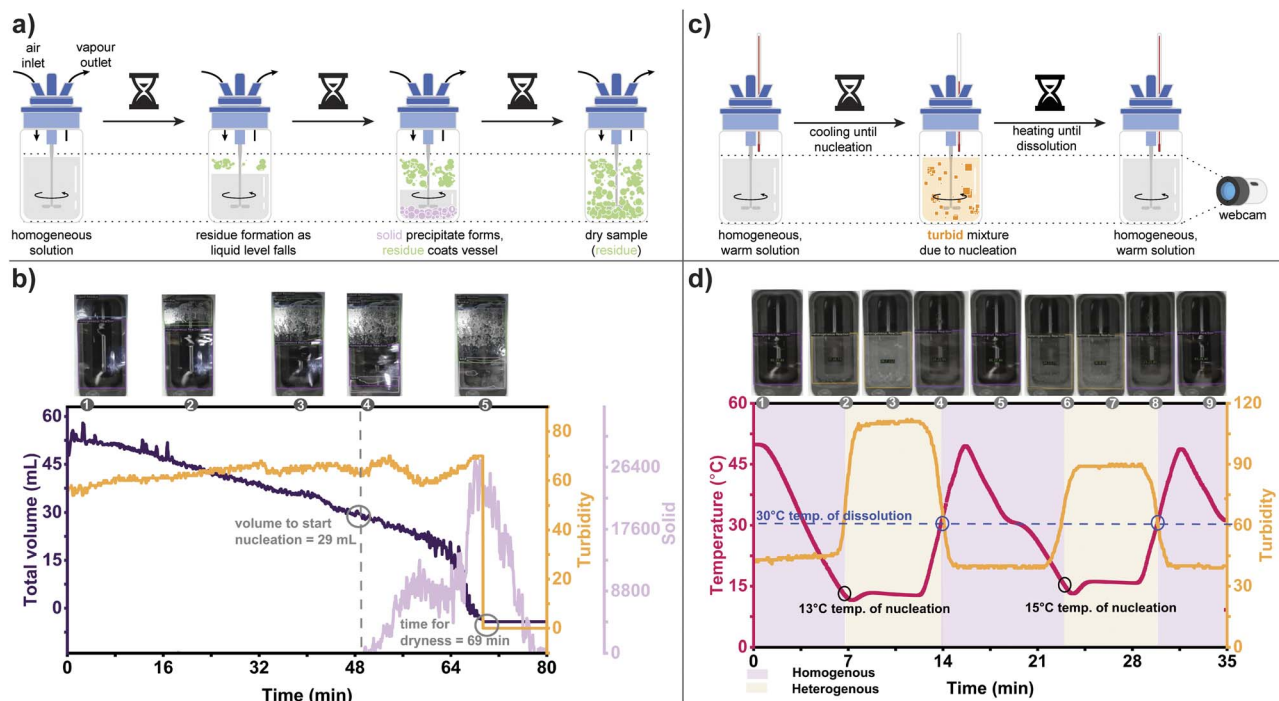 a)
air
inlet
vapour
outlet
homogeneous
solution
residue formation as
liquid level falls
solid precipitate forms,
residue coats vessel
dry sample
(residue)
c)
cooling until
nucleation
heating until
dissolution
webcam
homogeneous,
warm solution
turbid mixture
due to nucleation
homogeneous,
warm solution
b)
1
2
3
4
5
60
45
30
15
0
Total volume (mL)
volume to start
nucleation = 29 mL
time for
dryness = 69 min
80
60
40
20
0
Turbidity
26400
17600
8800
0
Solid
0
16
32
48
64
80
Time (min)
d)
1
2
3
4
5
6
7
8
9
60
45
30
15
0
Temperature (°C)
30°C temp. of dissolution
13°C temp. of nucleation
15°C temp. of nucleation
120
90
60
30
0
Turbidity
0
7
14
21
28
35
Homogenous
Heterogenous
Time (min)